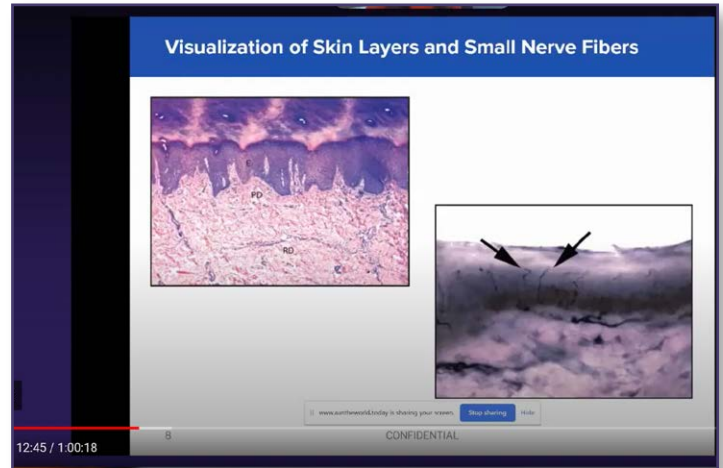 Visualization of Skin Layers and Small Nerve Fibers
E
PD
RD
www.auntheworld.today is sharing your screen. Stop sharing Hide
8
CONFIDENTIAL
12:45 / 1:00:18